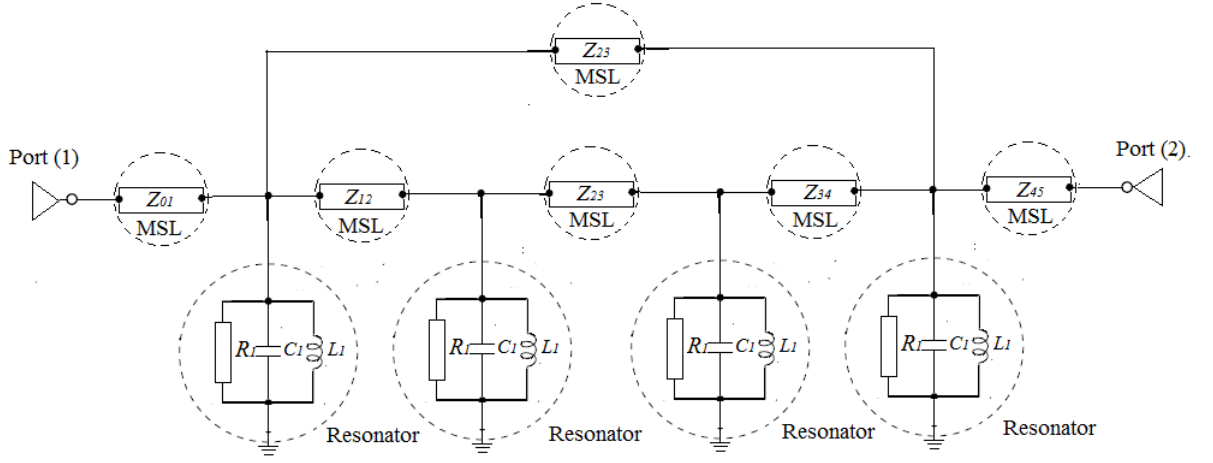 Z23
MSL
Port (1)
Port (2).
Z01
MSL
Z12
MSL
Z23
MSL
Z34
MSL
Z45
MSL
R1 C1 L1
R1 C1 L1
R1 C1 L1
R1 C1 L1
Resonator
Resonator
Resonator
Resonator